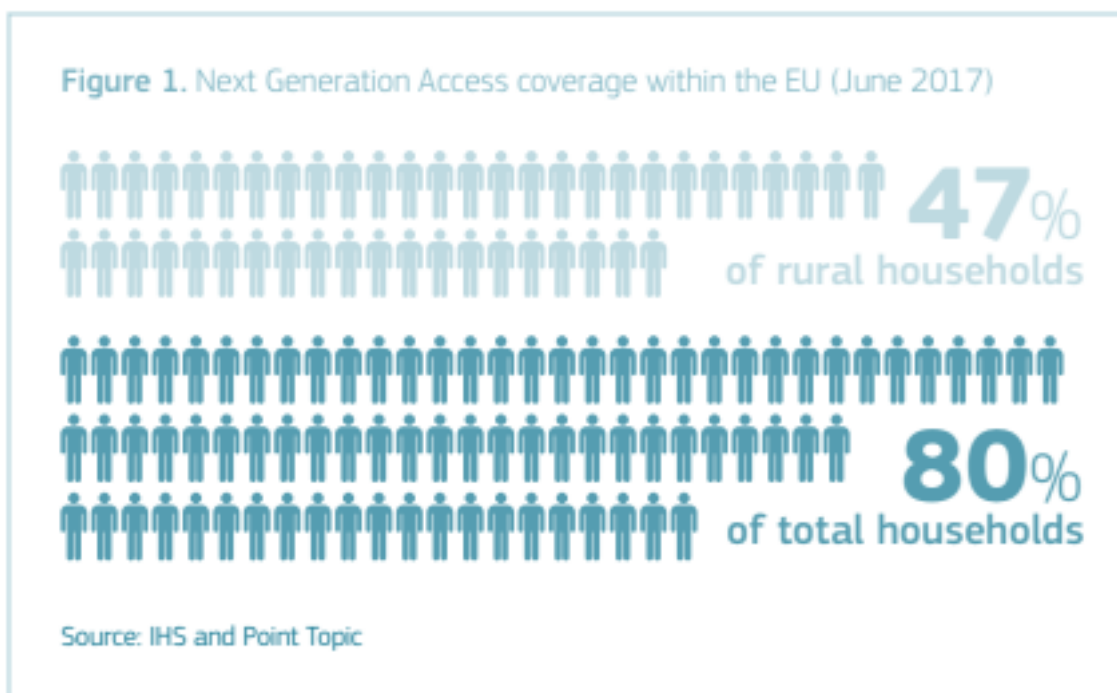 Figure 1. Next Generation Access coverage within the EU (June 2017)
47%
of rural households
80%
of total households
Source: IHS and Point Topic